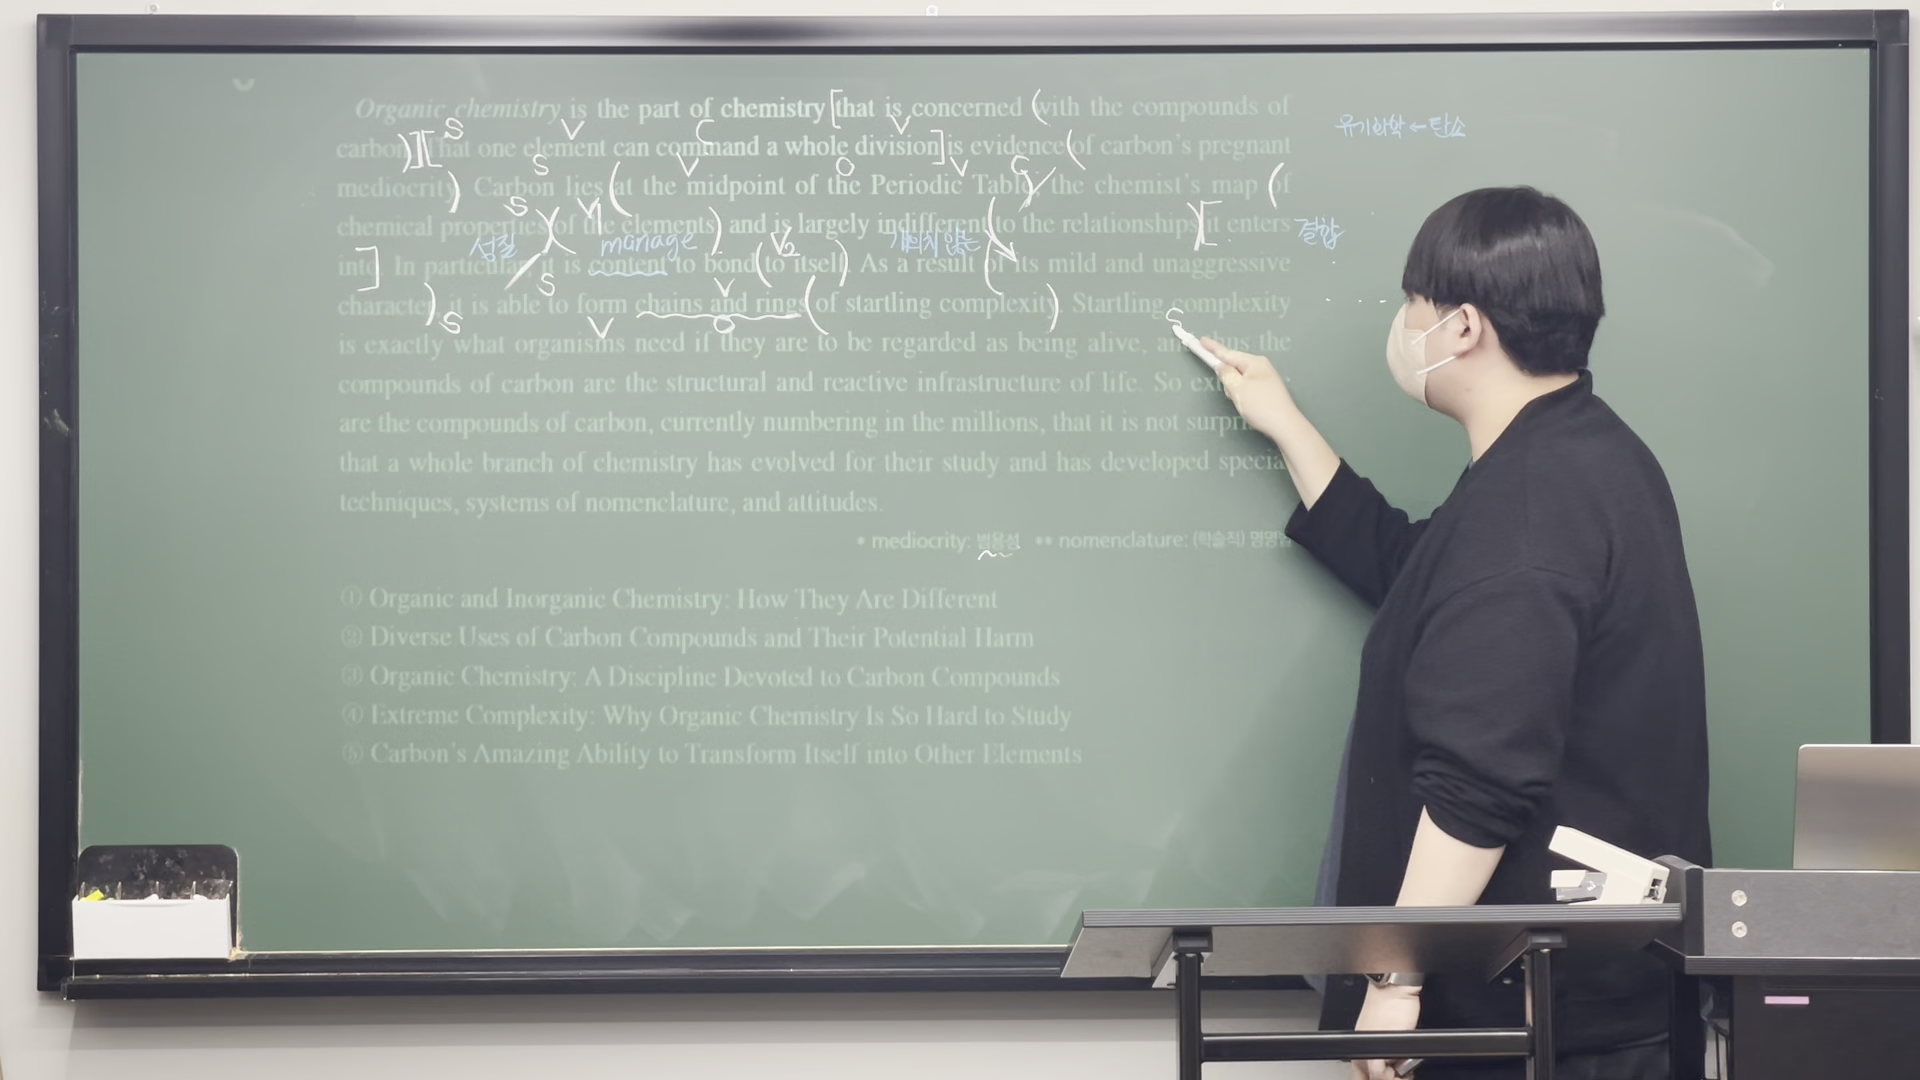 Organic chemistry is the part of chemistry [that is concerned (with the compounds of
유기화학 ← 탄소
carbon)][That one element can command a whole division] is evidence (of carbon's pregnant
S V C V
mediocrity). Carbon lies (at the midpoint of the Periodic Table, the chemist's map (of
S V O V C
chemical properties)(of the elements), and is largely indifferent (to the relationships)[it enters
S V1
into]. In particular, it is content to bond (to itself). As a result (of its mild and unaggressive
성질 manage V2 개의치 않는 결합
character), it is able to form chains and rings (of startling complexity). Startling complexity
S V
is exactly what organisms need if they are to be regarded as being alive, and thus the
S V O S
compounds of carbon are the structural and reactive infrastructure of life. So
are the compounds of carbon, currently numbering in the millions, that it is not
that a whole branch of chemistry has evolved for their study and has developed special
techniques, systems of nomenclature, and attitudes.
* mediocrity: 범용성 ** nomenclature: (학술적) 명명법
① Organic and Inorganic Chemistry: How They Are Different
② Diverse Uses of Carbon Compounds and Their Potential Harm
③ Organic Chemistry: A Discipline Devoted to Carbon Compounds
④ Extreme Complexity: Why Organic Chemistry Is So Hard to Study
⑤ Carbon's Amazing Ability to Transform Itself into Other Elements